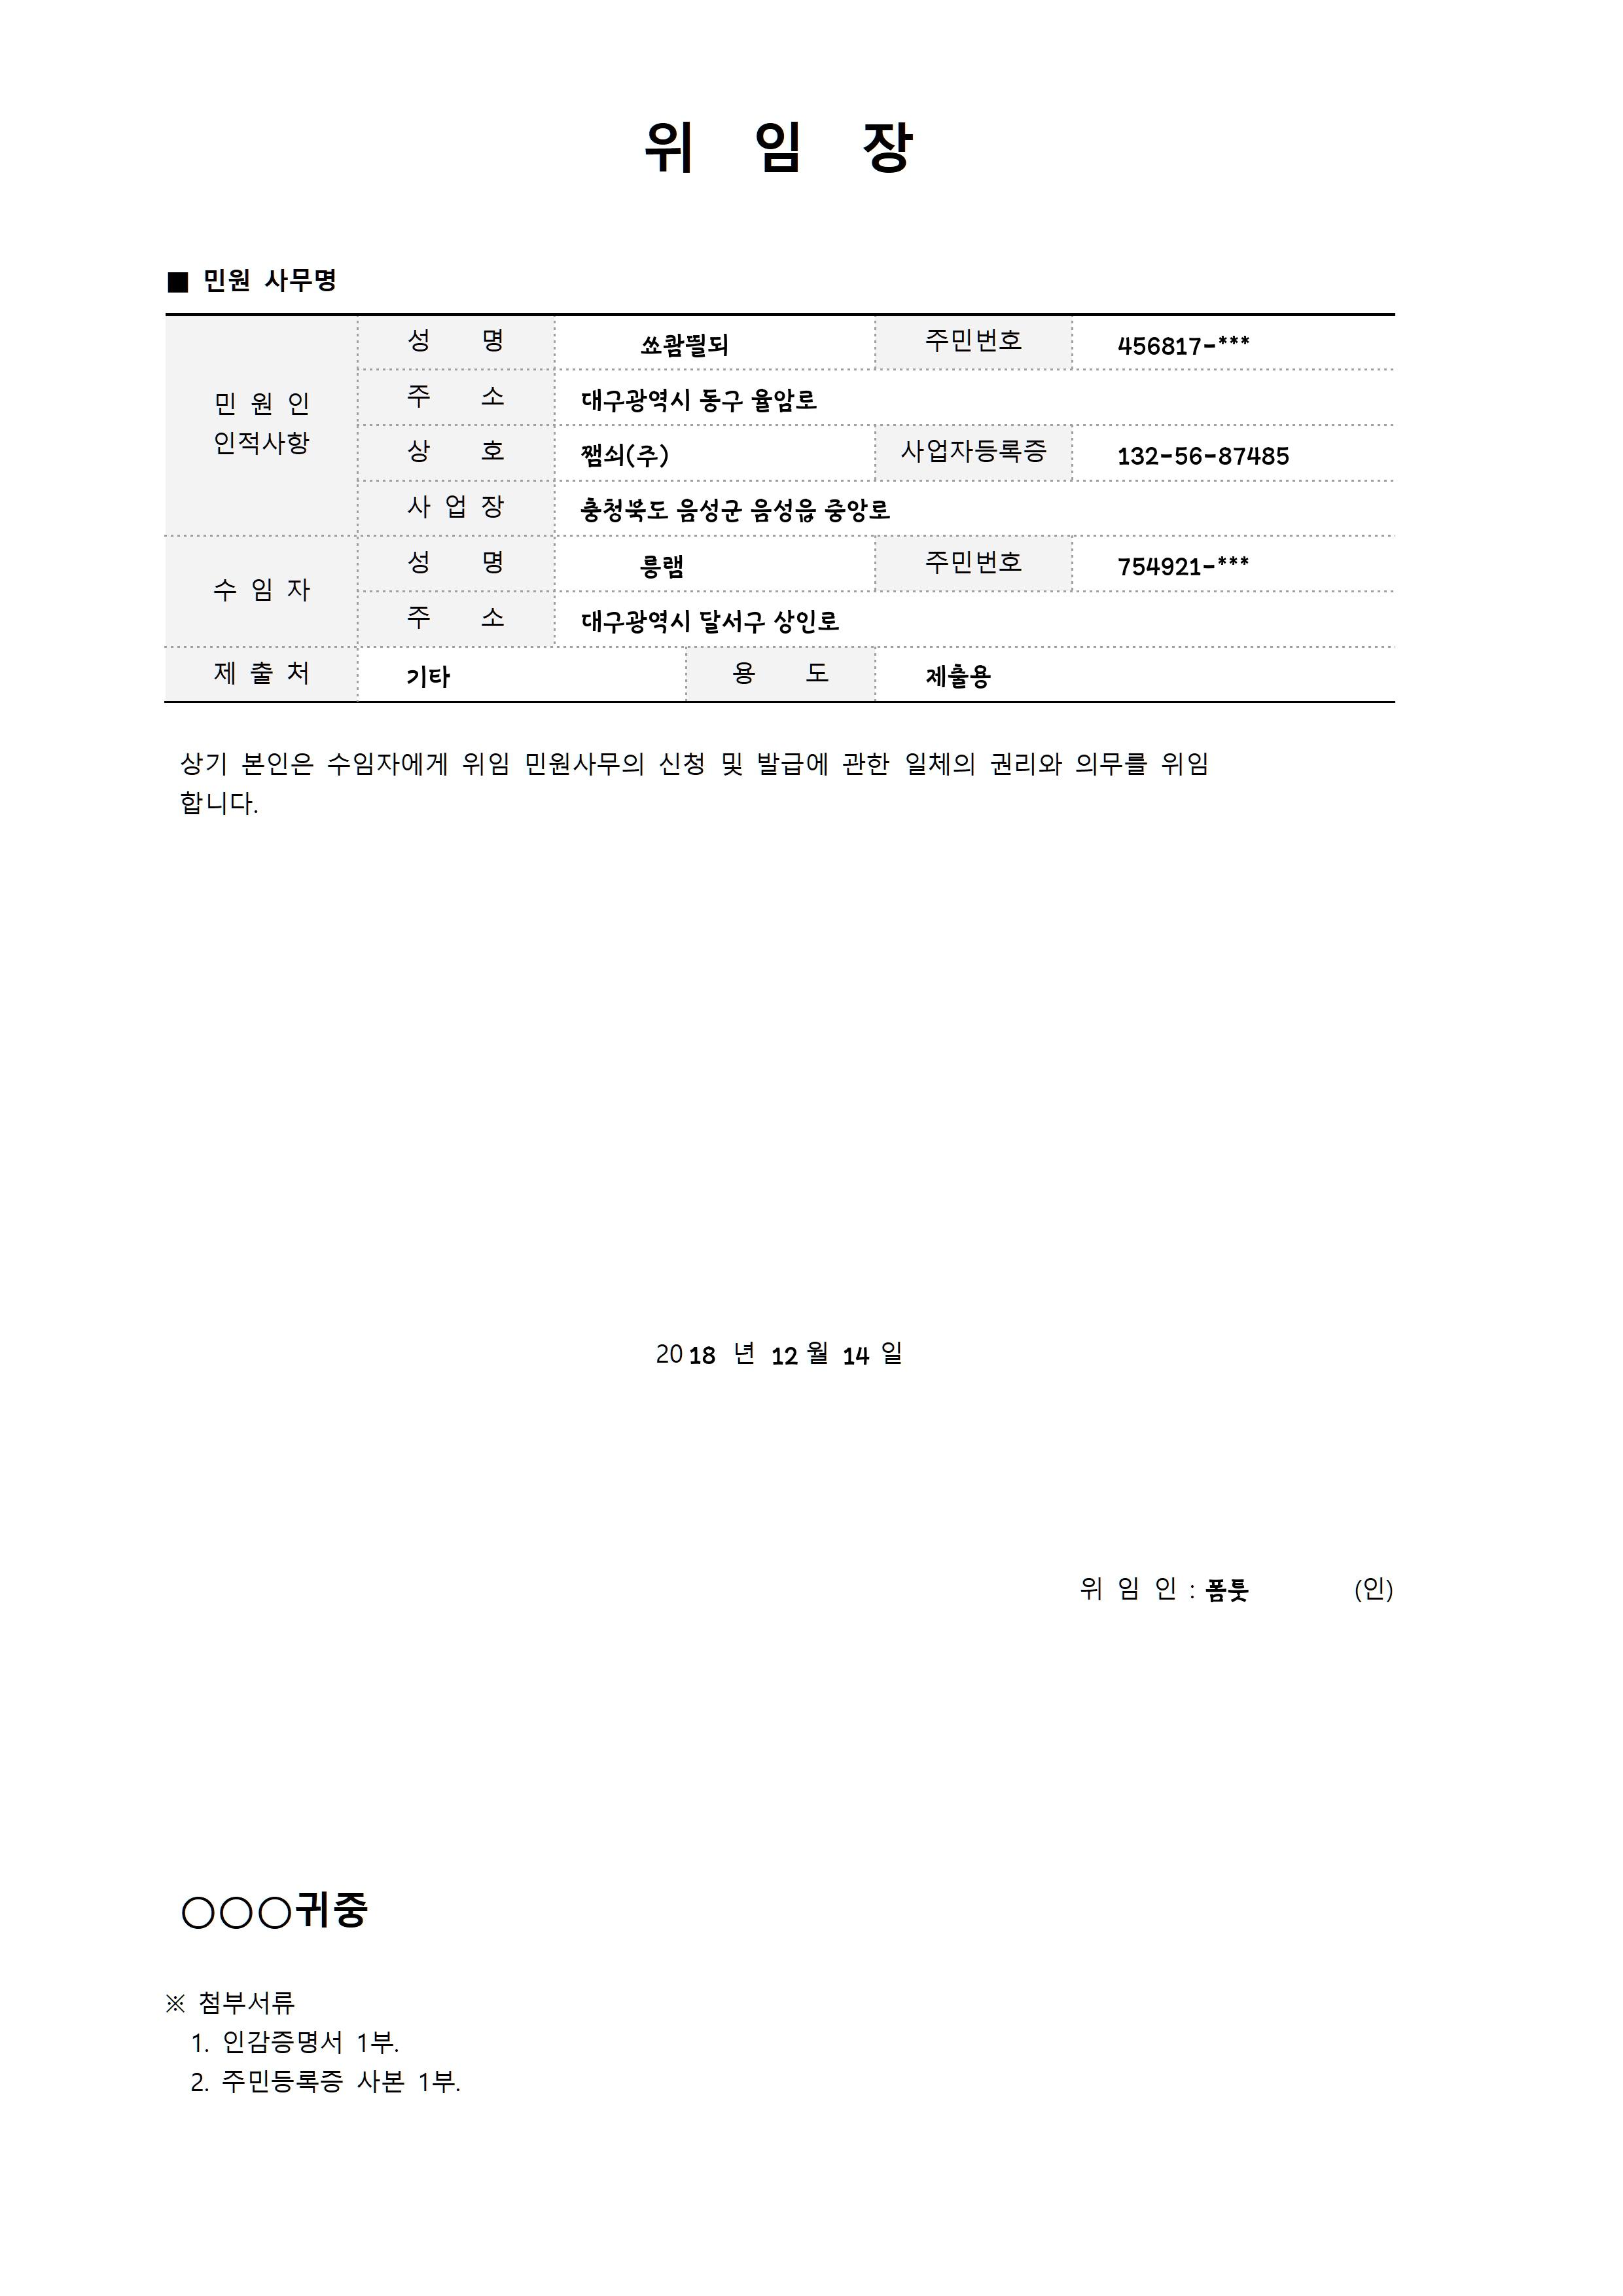 위 임 장
■ 민원 사무명
민 원 인
인적사항
성 명 쑈쾀띌되 주민번호 456817-***
주 소 대구광역시 동구 율암로
상 호 쨈쇠(주) 사업자등록증 132-56-87485
사 업 장 충청북도 음성군 음성읍 중앙로
수 임 자
성 명 릉램 주민번호 754921-***
주 소 대구광역시 달서구 상인로
제 출 처 기타 용 도 제출용
상기 본인은 수임자에게 위임 민원사무의 신청 및 발급에 관한 일체의 권리와 의무를 위임
합니다.
2018 년 12 월 14 일
위 임 인 : 폼툿 (인)
○○○귀중
※ 첨부서류
1. 인감증명서 1부.
2. 주민등록증 사본 1부.